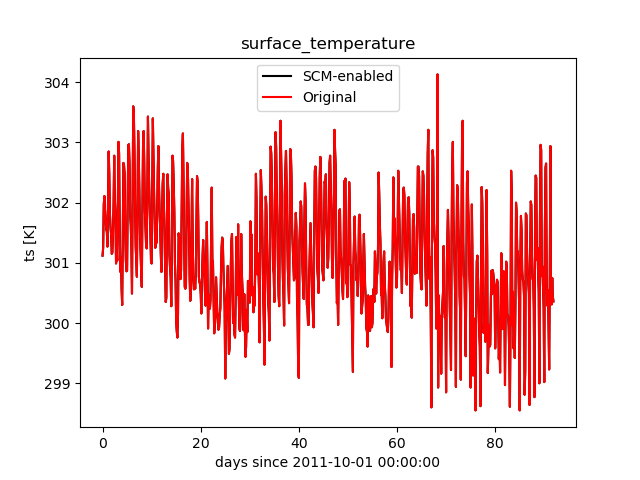 surface_temperature
SCM-enabled
Original
304
303
302
301
300
299
ts [K]
0
20
40
60
80
days since 2011-10-01 00:00:00